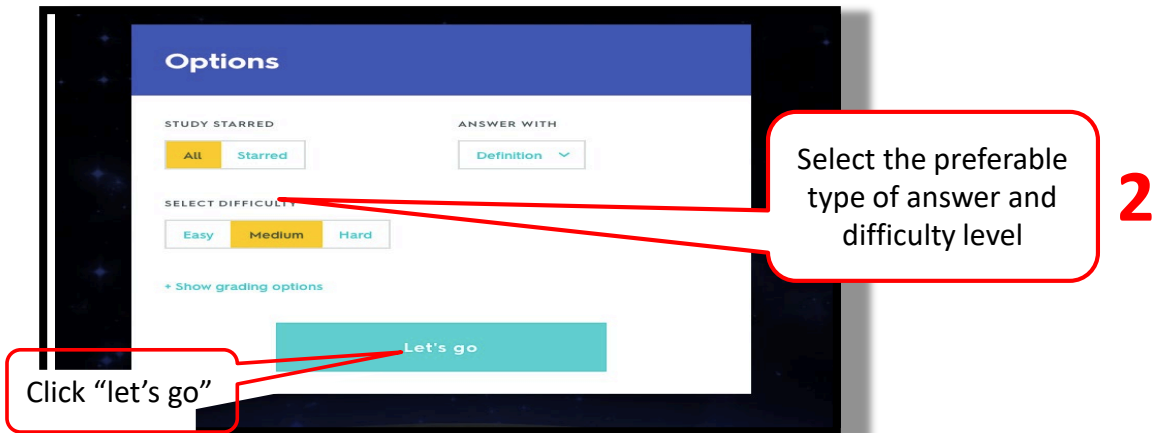 Options
STUDY STARRED
ANSWER WITH
All Starred
Definition
SELECT DIFFICULTY
Easy Medium Hard
+ Show grading options
Let's go
Select the preferable
type of answer and
difficulty level
2
Click “let’s go”